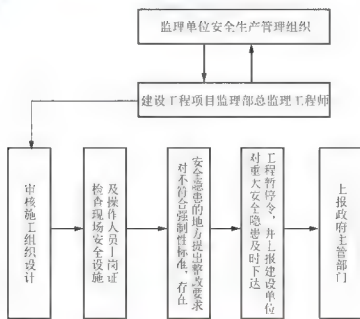 监理单位安全生产管理组织
建设工程项目监理部总监理工程师
审核施工组织设计
检查现场安全设施
及操作人员上岗证
对不符合强制性标准,存在
安全隐患的地方提出整改要求
对重大安全隐患及时下达
工程暂停令,并上报建设单位
上报政府主管部门